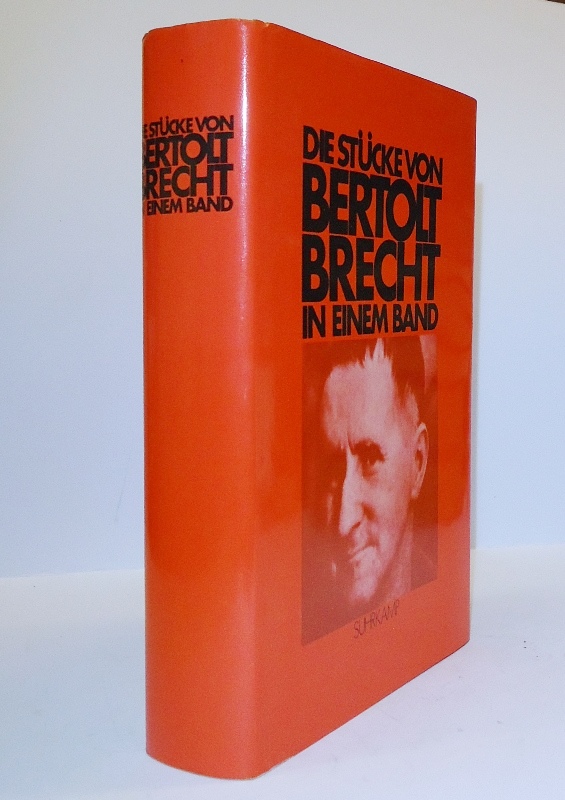 DIE STÜCKE VON
BERTOLT
BRECHT
IN EINEM BAND
DIE STÜCKE VON
BERTOLT
BRECHT
IN EINEM BAND
SUHRKAMP